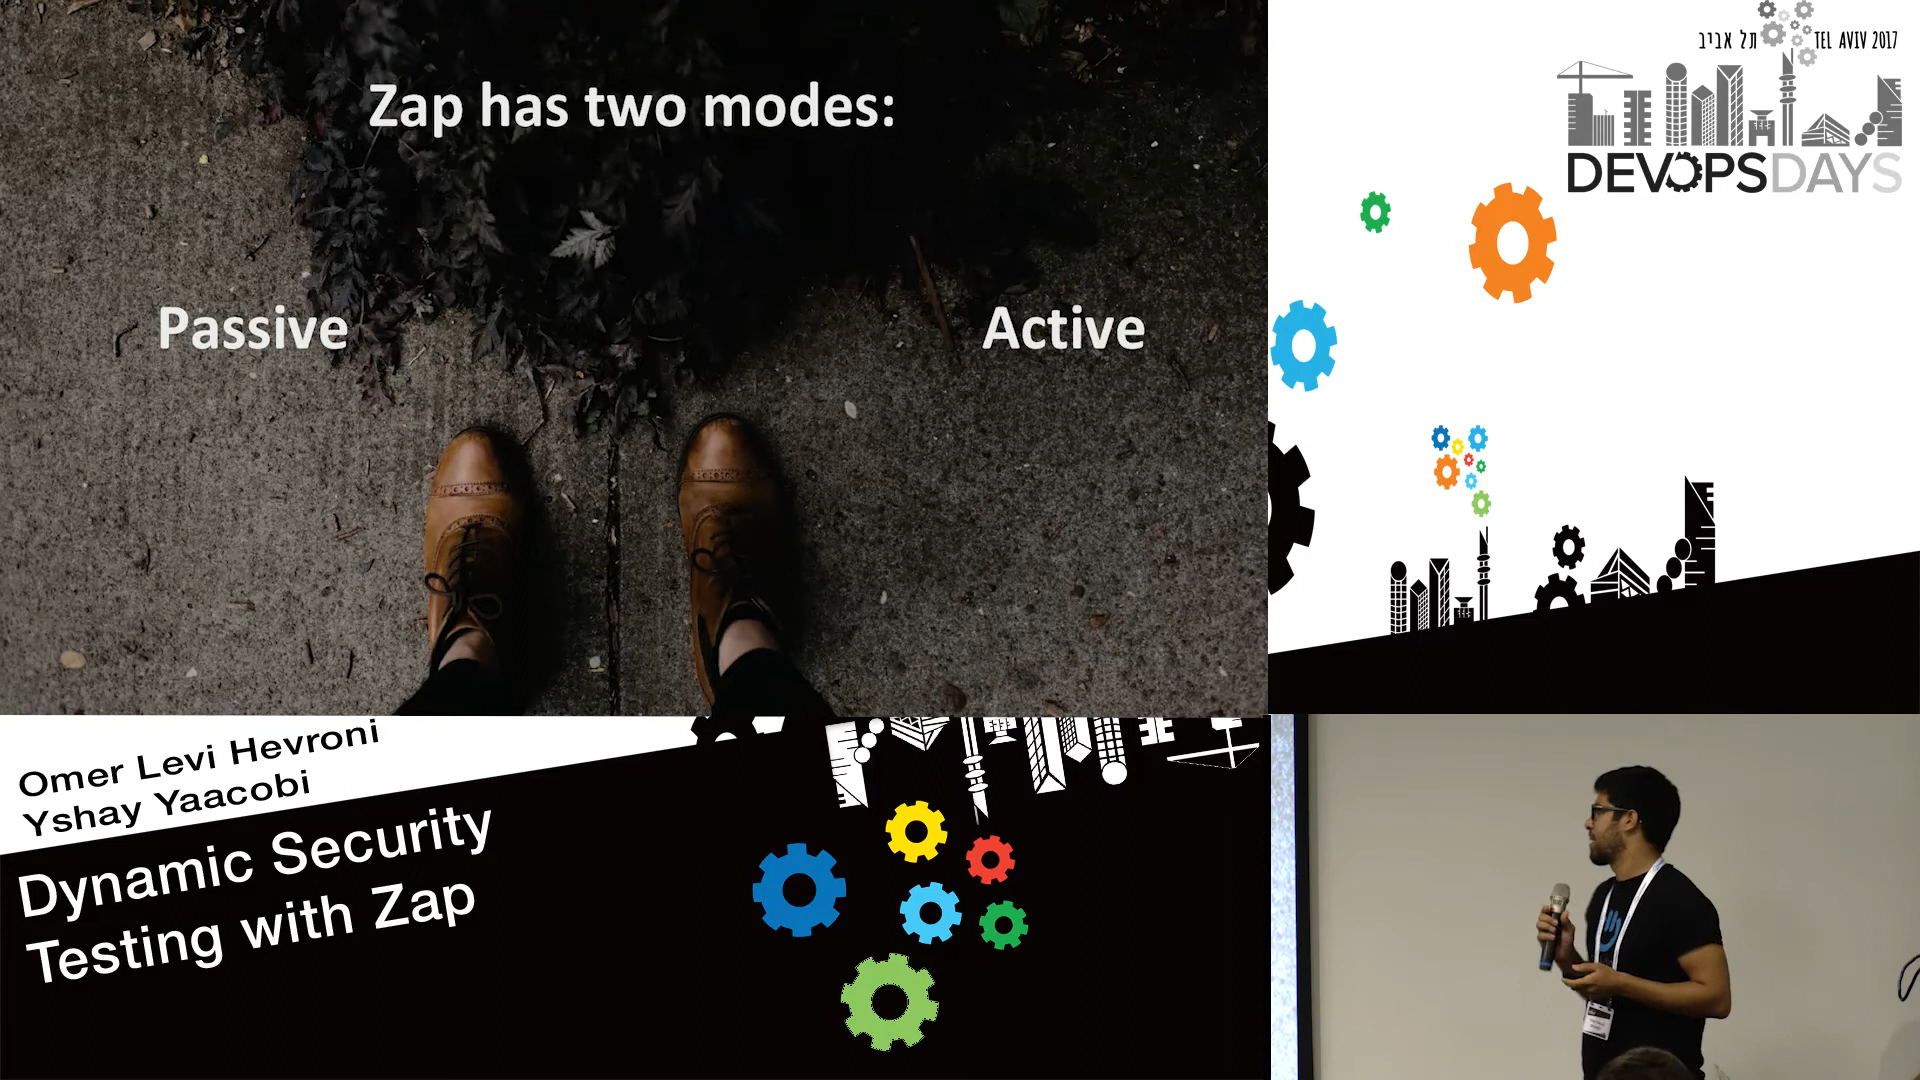 Zap has two modes:
Passive
Active
תל אביב TEL AVIV 2017
DEVOPSDAYS
Omer Levi Hevroni
Yshay Yaacobi
Dynamic Security
Testing with Zap